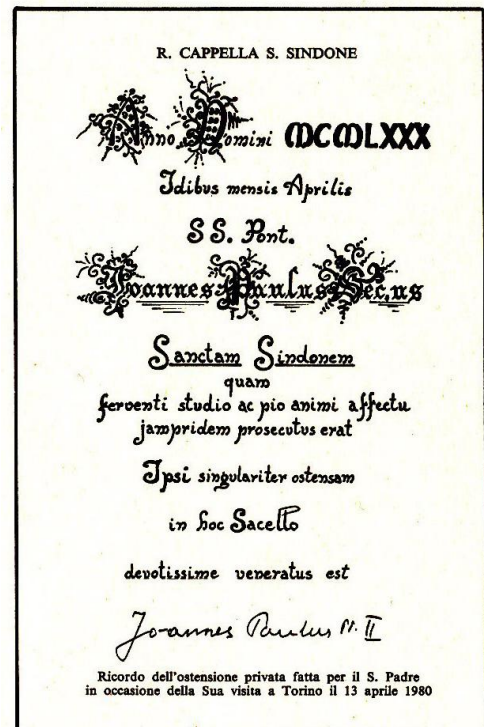 R. CAPPELLA S. SINDONE
Anno Domini MCMLXXX
Idibus mensis Aprilis
SS. Pont.
Joannes Paulus Sec.us
Sanctam Sindonem
quam
ferventi studio ac pio animi affectu
jampridem prosecutus erat
Ipsi singulariter ostensam
in hoc Sacello
devotissime veneratus est
Joannes Paulus PP. II
Ricordo dell'ostensione privata fatta per il S. Padre
in occasione della Sua visita a Torino il 13 aprile 1980